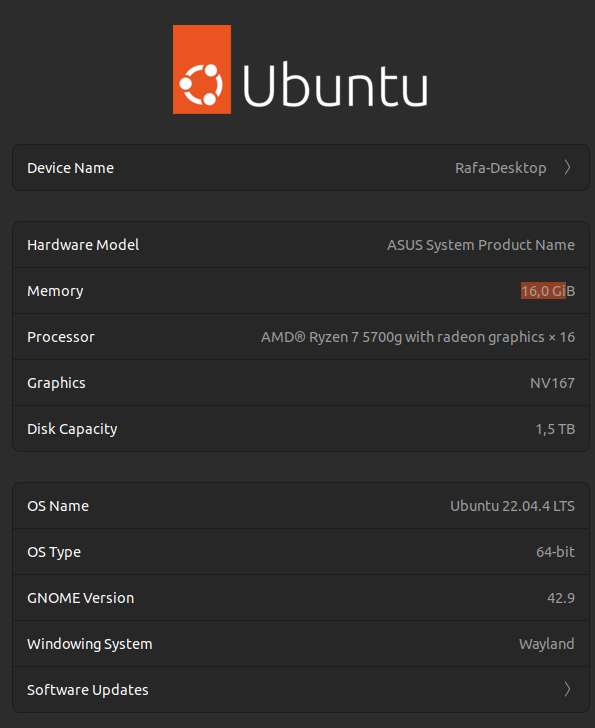 Ubuntu
Device Name Rafa-Desktop
Hardware Model ASUS System Product Name
Memory 16,0 GiB
Processor AMD® Ryzen 7 5700g with radeon graphics × 16
Graphics NV167
Disk Capacity 1,5 TB
OS Name Ubuntu 22.04.4 LTS
OS Type 64-bit
GNOME Version 42.9
Windowing System Wayland
Software Updates